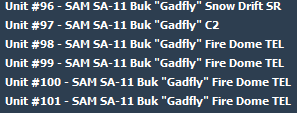 Unit #96 - SAM SA-11 Buk "Gadfly" Snow Drift SR
Unit #97 - SAM SA-11 Buk "Gadfly" C2
Unit #98 - SAM SA-11 Buk "Gadfly" Fire Dome TEL
Unit #99 - SAM SA-11 Buk "Gadfly" Fire Dome TEL
Unit #100 - SAM SA-11 Buk "Gadfly" Fire Dome TEL
Unit #101 - SAM SA-11 Buk "Gadfly" Fire Dome TEL